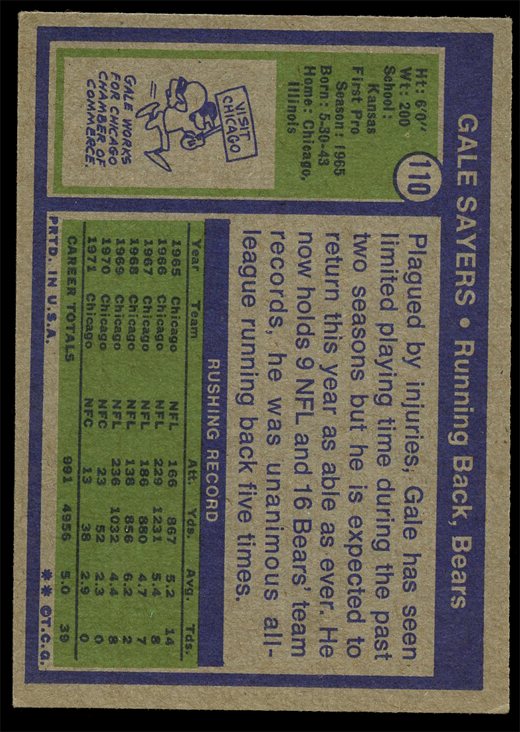 GALE SAYERS • Running Back, Bears
110
Ht: 6'0"
Wt: 200
School:
Kansas
First Pro
Season: 1965
Born: 5-30-43
Home: Chicago,
Illinois
VISIT
CHICAGO
GALE WORKS
FOR CHICAGO
CHAMBER OF
COMMERCE.
Plagued by injuries, Gale has seen
limited playing time during the past
two seasons but he is expected to
return this year as able as ever. He
now holds 9 NFL and 16 Bears' team
records, he was unanimous all-
league running back five times.
RUSHING RECORD
Year Team Att. Yds. Avg. Tds.
1965 Chicago NFL 166 867 5.2 14
1966 Chicago NFL 229 1231 5.4 8
1967 Chicago NFL 186 880 4.7 7
1968 Chicago NFL 138 856 6.2 2
1969 Chicago NFL 236 1032 4.4 8
1970 Chicago NFC 23 52 2.3 0
1971 Chicago NFC 13 38 2.9 0
CAREER TOTALS 991 4956 5.0 39
PRTD. IN U.S.A. ** ©T.C.G.